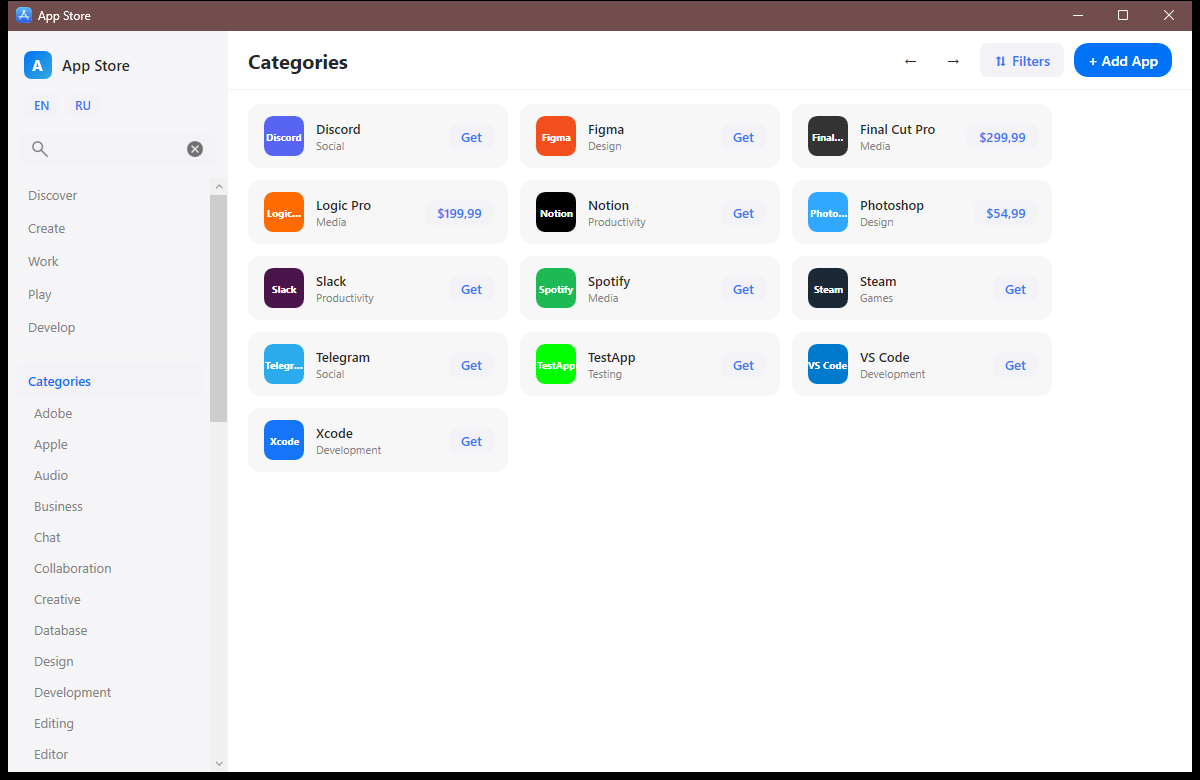 App Store
A App Store
EN RU
Discover
Create
Work
Play
Develop
Categories
Adobe
Apple
Audio
Business
Chat
Collaboration
Creative
Database
Design
Development
Editing
Editor
Categories
← → Filters + Add App
Discord Discord Get
Social
Figma Figma Get
Design
Final... Final Cut Pro $299,99
Media
Logic... Logic Pro $199,99
Media
Notion Notion Get
Productivity
Photo... Photoshop $54,99
Design
Slack Slack Get
Productivity
Spotify Spotify Get
Media
Steam Steam Get
Games
Telegr... Telegram Get
Social
TestApp TestApp Get
Testing
VS Code VS Code Get
Development
Xcode Xcode Get
Development